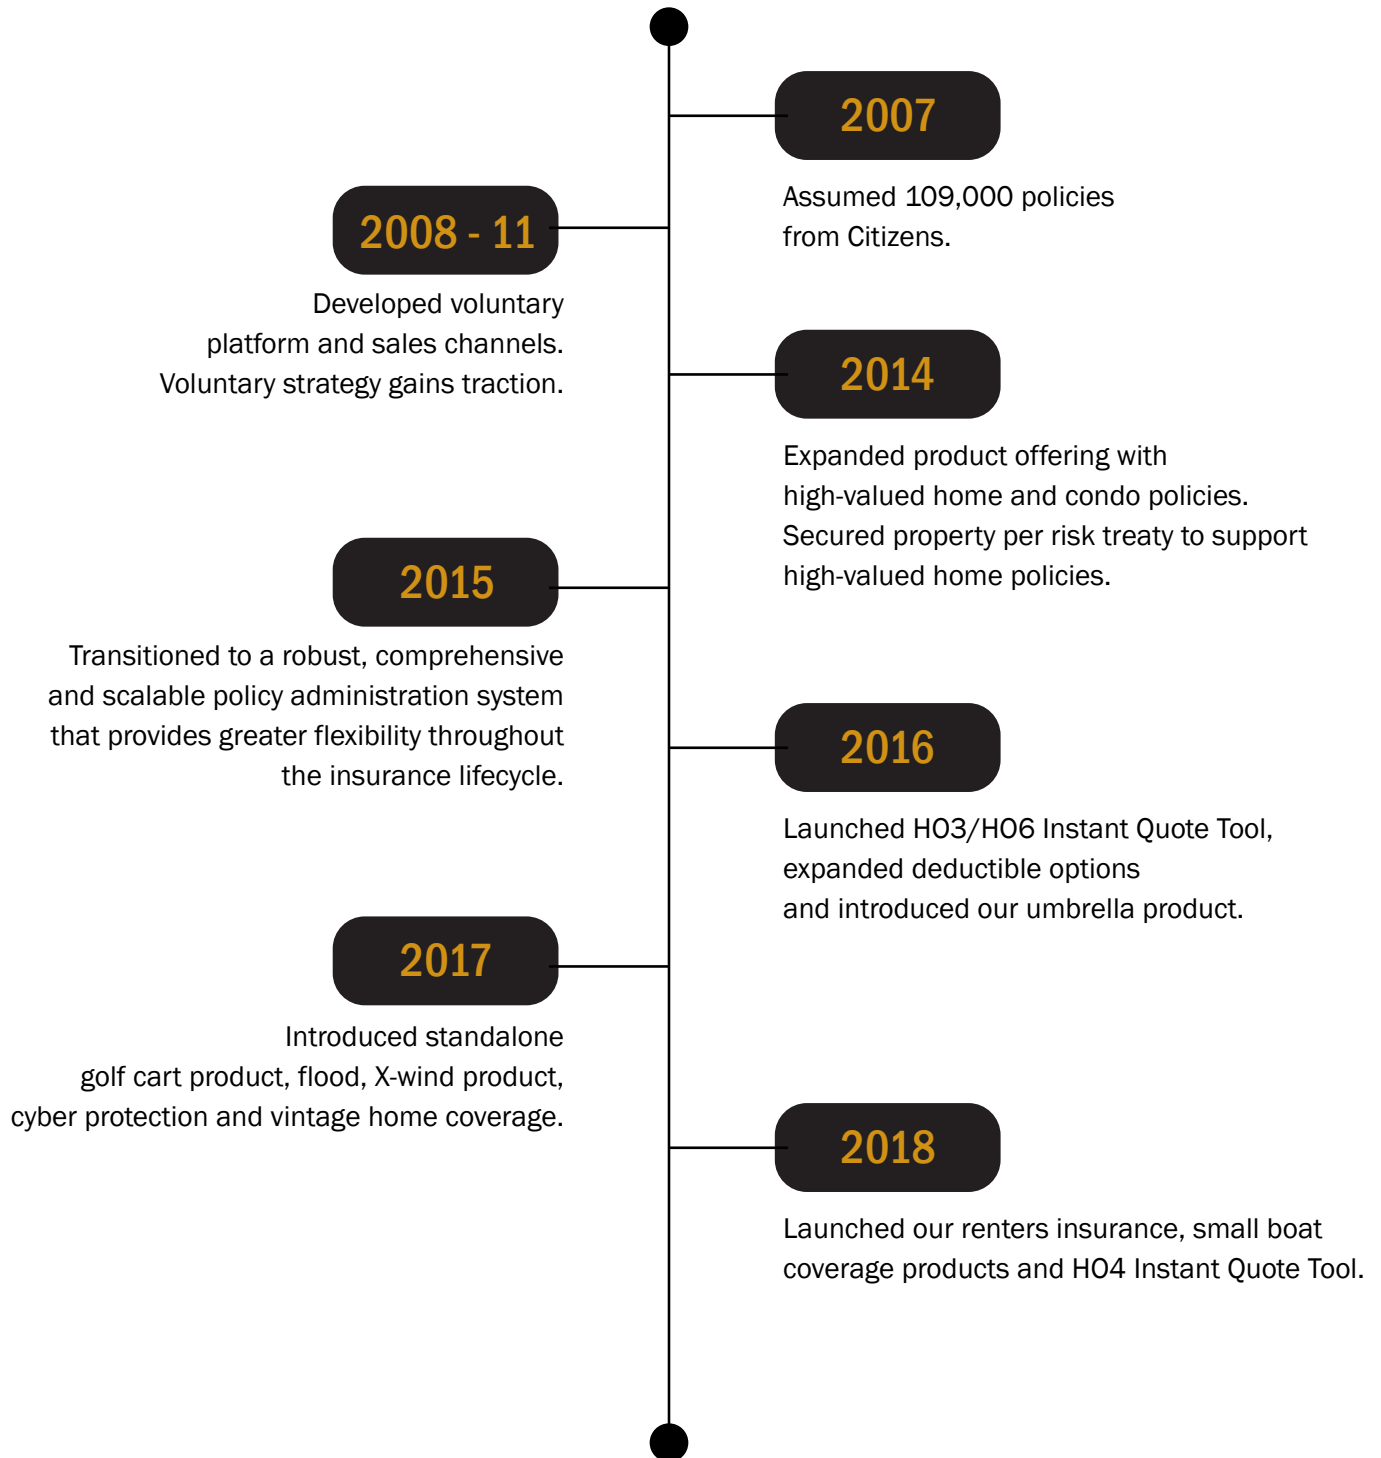 2007
Assumed 109,000 policies
from Citizens.
2008 - 11
Developed voluntary
platform and sales channels.
Voluntary strategy gains traction.
2014
Expanded product offering with
high-valued home and condo policies.
Secured property per risk treaty to support
high-valued home policies.
2015
Transitioned to a robust, comprehensive
and scalable policy administration system
that provides greater flexibility throughout
the insurance lifecycle.
2016
Launched HO3/HO6 Instant Quote Tool,
expanded deductible options
and introduced our umbrella product.
2017
Introduced standalone
golf cart product, flood, X-wind product,
cyber protection and vintage home coverage.
2018
Launched our renters insurance, small boat
coverage products and HO4 Instant Quote Tool.